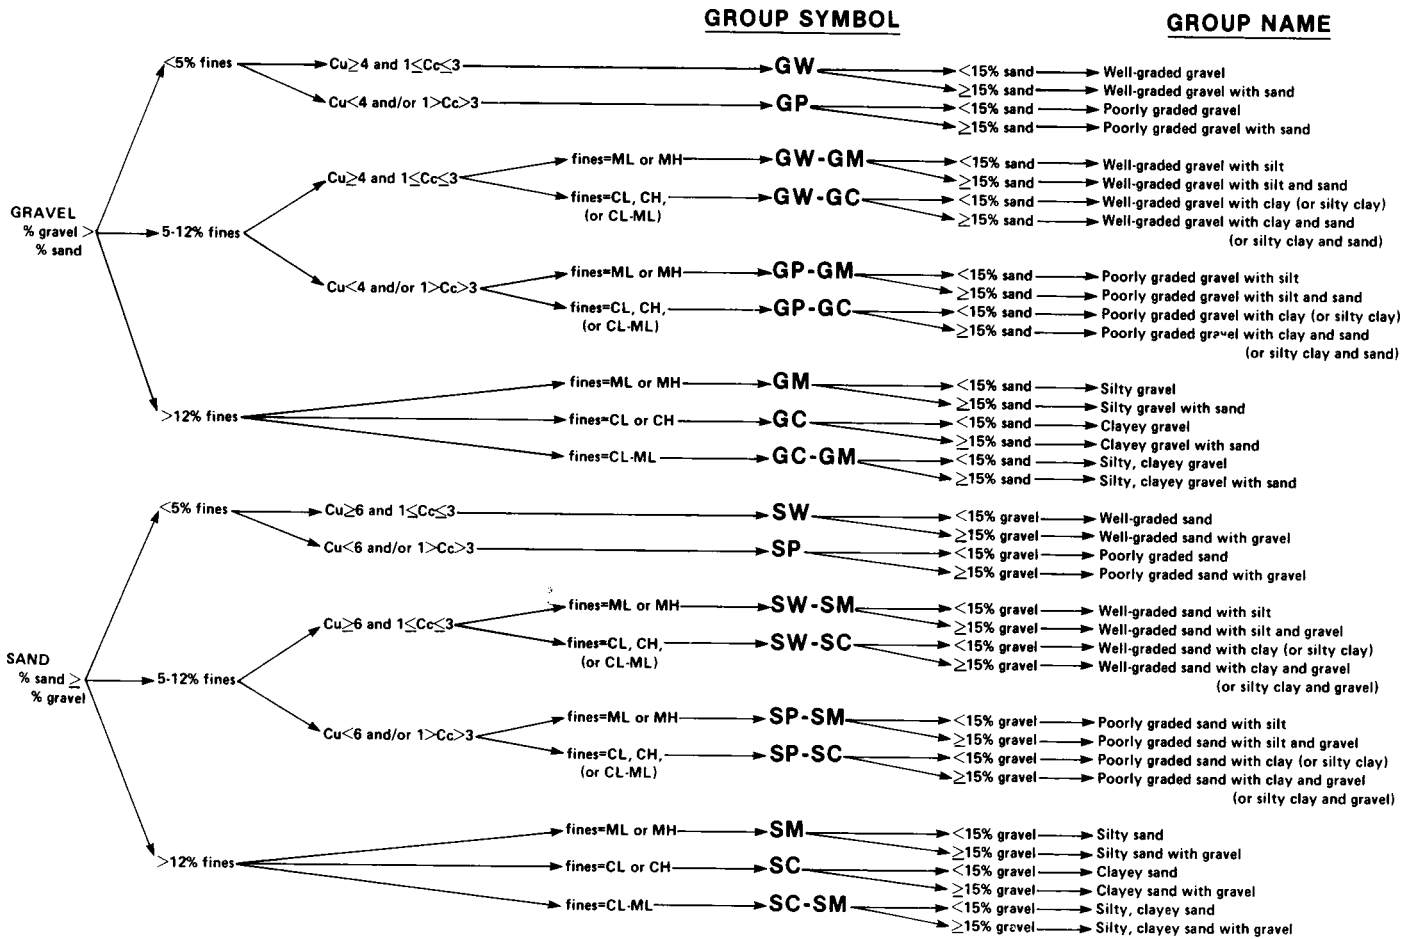 GROUP SYMBOL GROUP NAME
<5% fines Cu≥4 and 1≤Cc≤3 GW <15% sand Well-graded gravel
≥15% sand Well-graded gravel with sand
Cu<4 and/or 1>Cc>3 GP <15% sand Poorly graded gravel
≥15% sand Poorly graded gravel with sand
fines=ML or MH GW-GM <15% sand Well-graded gravel with silt
Cu≥4 and 1≤Cc≤3 ≥15% sand Well-graded gravel with silt and sand
fines=CL, CH, GW-GC <15% sand Well-graded gravel with clay (or silty clay)
(or CL-ML) ≥15% sand Well-graded gravel with clay and sand
(or silty clay and sand)
GRAVEL
% gravel > 5-12% fines
% sand
fines=ML or MH GP-GM <15% sand Poorly graded gravel with silt
Cu<4 and/or 1>Cc>3 ≥15% sand Poorly graded gravel with silt and sand
fines=CL, CH, GP-GC <15% sand Poorly graded gravel with clay (or silty clay)
(or CL-ML) ≥15% sand Poorly graded gravel with clay and sand
(or silty clay and sand)
fines=ML or MH GM <15% sand Silty gravel
≥15% sand Silty gravel with sand
>12% fines fines=CL or CH GC <15% sand Clayey gravel
≥15% sand Clayey gravel with sand
fines=CL-ML GC-GM <15% sand Silty, clayey gravel
≥15% sand Silty, clayey gravel with sand
<5% fines Cu≥6 and 1≤Cc≤3 SW <15% gravel Well-graded sand
≥15% gravel Well-graded sand with gravel
Cu<6 and/or 1>Cc>3 SP <15% gravel Poorly graded sand
≥15% gravel Poorly graded sand with gravel
fines=ML or MH SW-SM <15% gravel Well-graded sand with silt
Cu≥6 and 1≤Cc≤3 ≥15% gravel Well-graded sand with silt and gravel
fines=CL, CH, SW-SC <15% gravel Well-graded sand with clay (or silty clay)
(or CL-ML) ≥15% gravel Well-graded sand with clay and gravel
(or silty clay and gravel)
SAND
% sand ≥ 5-12% fines
% gravel
fines=ML or MH SP-SM <15% gravel Poorly graded sand with silt
Cu<6 and/or 1>Cc>3 ≥15% gravel Poorly graded sand with silt and gravel
fines=CL, CH, SP-SC <15% gravel Poorly graded sand with clay (or silty clay)
(or CL-ML) ≥15% gravel Poorly graded sand with clay and gravel
(or silty clay and gravel)
fines=ML or MH SM <15% gravel Silty sand
≥15% gravel Silty sand with gravel
>12% fines fines=CL or CH SC <15% gravel Clayey sand
≥15% gravel Clayey sand with gravel
fines=CL-ML SC-SM <15% gravel Silty, clayey sand
≥15% gravel Silty, clayey sand with gravel